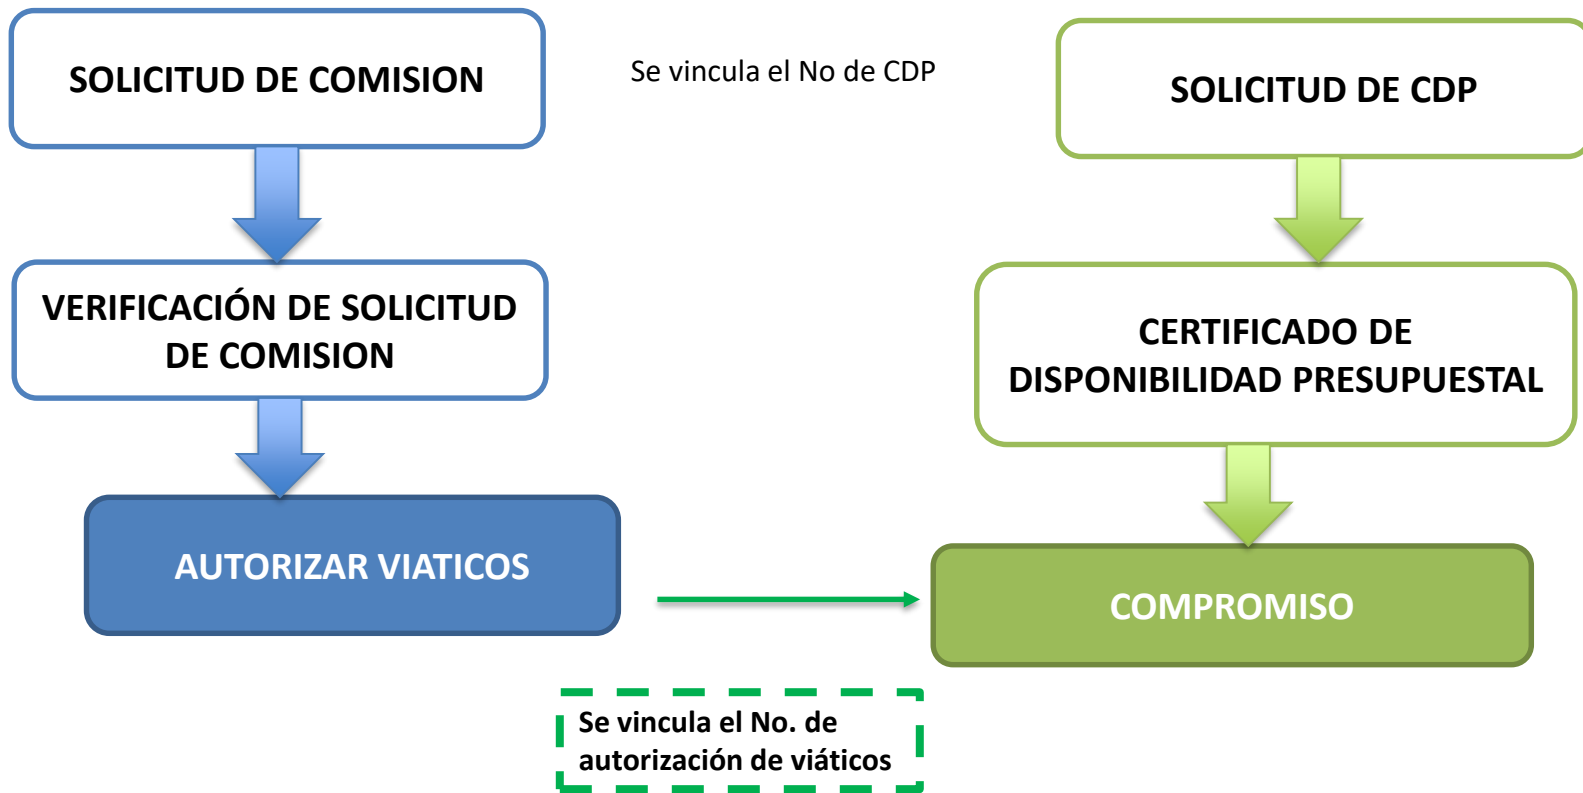 SOLICITUD DE COMISION
Se vincula el No de CDP
SOLICITUD DE CDP
VERIFICACIÓN DE SOLICITUD
DE COMISION
CERTIFICADO DE
DISPONIBILIDAD PRESUPUESTAL
AUTORIZAR VIATICOS
COMPROMISO
Se vincula el No. de
autorización de viáticos